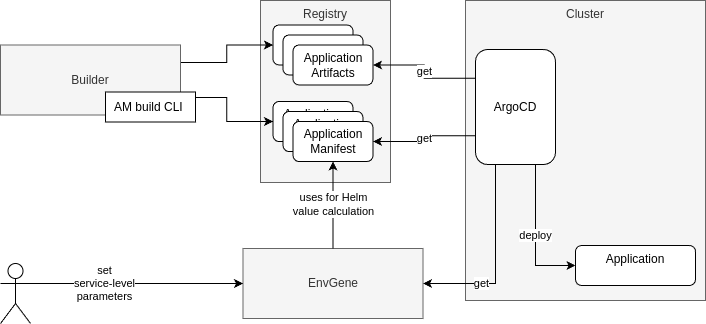 Registry
Cluster
Builder
AM build CLI
Application
Artifacts
get
ArgoCD
Applicatio
Application
Manifest
get
uses for Helm
value calculation
deploy
Application
set
service-level
parameters
EnvGene
get